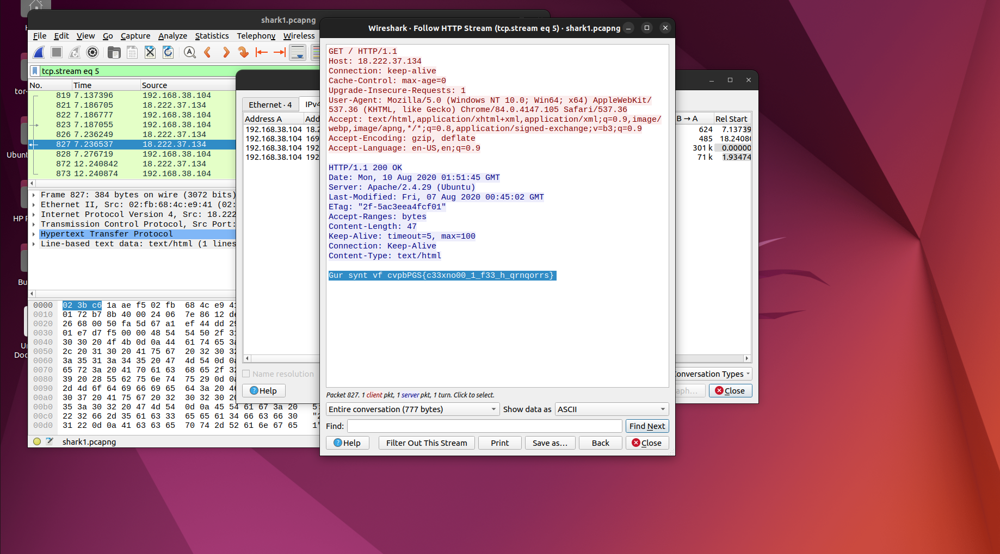 shark1.pcapng
File Edit View Go Capture Analyze Statistics Telephony Wireless
tcp.stream eq 5
No. Time Source
819 7.137396 192.168.38.104
821 7.186705 18.222.37.134
822 7.186777 192.168.38.104
823 7.187055 192.168.38.104
826 7.236249 18.222.37.134
827 7.236537 18.222.37.134
828 7.276719 192.168.38.104
872 12.240842 18.222.37.134
873 12.240874 192.168.38.104
Frame 827: 384 bytes on wire (3072 bits)
Ethernet II, Src: 02:fb:68:4c:e9:41 (02:
Internet Protocol Version 4, Src: 18.222
Transmission Control Protocol, Src Port:
Hypertext Transfer Protocol
Line-based text data: text/html (1 lines
0000 02 3b c6 1a ae f5 02 fb 68 4c e9 41
0010 01 72 b7 8b 40 00 24 06 7e 86 12 de
0020 26 68 00 50 fa 5d 67 a1 ef 44 dd 29
0030 01 e7 d7 f5 00 00 48 54 54 50 2f 31
0040 30 30 20 4f 4b 0d 0a 44 61 74 65 3a
0050 2c 20 31 30 20 41 75 67 20 32 30 32
0060 3a 35 31 3a 34 35 20 47 4d 54 0d 0a
0070 65 72 3a 20 41 70 61 63 68 65 2f 32
0080 39 20 28 55 62 75 6e 74 75 29 0d 0a
0090 2d 4d 6f 64 69 66 69 65 64 3a 20 46
00a0 30 37 20 41 75 67 20 32 30 32 30 20
00b0 35 3a 30 32 20 47 4d 54 0d 0a 45 54 61 67 3a 20 5:
00c0 22 32 66 2d 35 61 63 33 65 65 61 34 66 63 66 30 "2
00d0 31 22 0d 0a 41 63 63 65 70 74 2d 52 61 6e 67 65 1"
shark1.pcapng
Ethernet · 4 IPv4
Address A Add
192.168.38.104 18.2
192.168.38.104 169
192.168.38.104 192
192.168.38.104 192
Name resolution
Help
Wireshark · Follow HTTP Stream (tcp.stream eq 5) · shark1.pcapng
GET / HTTP/1.1
Host: 18.222.37.134
Connection: keep-alive
Cache-Control: max-age=0
Upgrade-Insecure-Requests: 1
User-Agent: Mozilla/5.0 (Windows NT 10.0; Win64; x64) AppleWebKit/
537.36 (KHTML, like Gecko) Chrome/84.0.4147.105 Safari/537.36
Accept: text/html,application/xhtml+xml,application/xml;q=0.9,image/
webp,image/apng,*/*;q=0.8,application/signed-exchange;v=b3;q=0.9
Accept-Encoding: gzip, deflate
Accept-Language: en-US,en;q=0.9
HTTP/1.1 200 OK
Date: Mon, 10 Aug 2020 01:51:45 GMT
Server: Apache/2.4.29 (Ubuntu)
Last-Modified: Fri, 07 Aug 2020 00:45:02 GMT
ETag: "2f-5ac3eea4fcf01"
Accept-Ranges: bytes
Content-Length: 47
Keep-Alive: timeout=5, max=100
Connection: Keep-Alive
Content-Type: text/html
Gur synt vf cvpbPGS{c33xno00_1_f33_h_qrnqorrs}
Packet 827. 1 client pkt, 1 server pkt, 1 turn. Click to select.
Entire conversation (777 bytes) Show data as ASCII
Find: Find Next
Help Filter Out This Stream Print Save as… Back Close
B → A Rel Start
624 7.13739
485 18.24080
301 k 0.00000
71 k 1.93474
Conversation Types
aph…
Close
tor-
Ubunt
HP
Bu
Doc